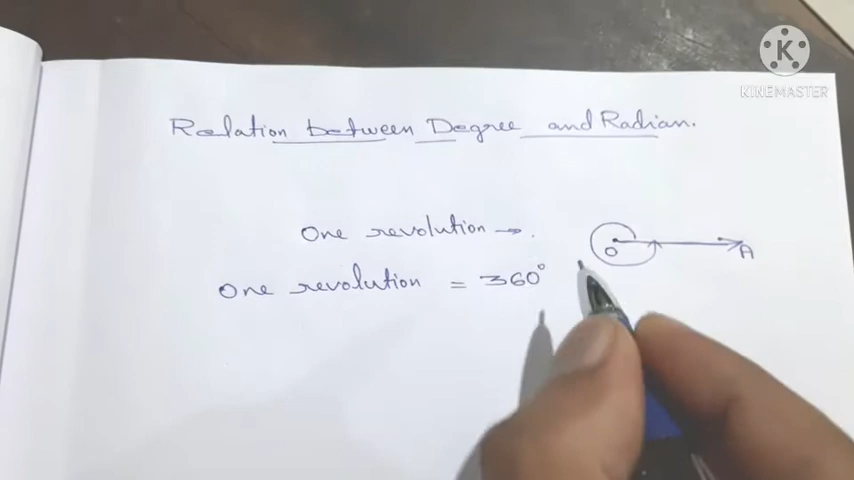 K
KINEMASTER
Relation between Degree and Radian.
One revolution → .
O A
One revolution = 360°